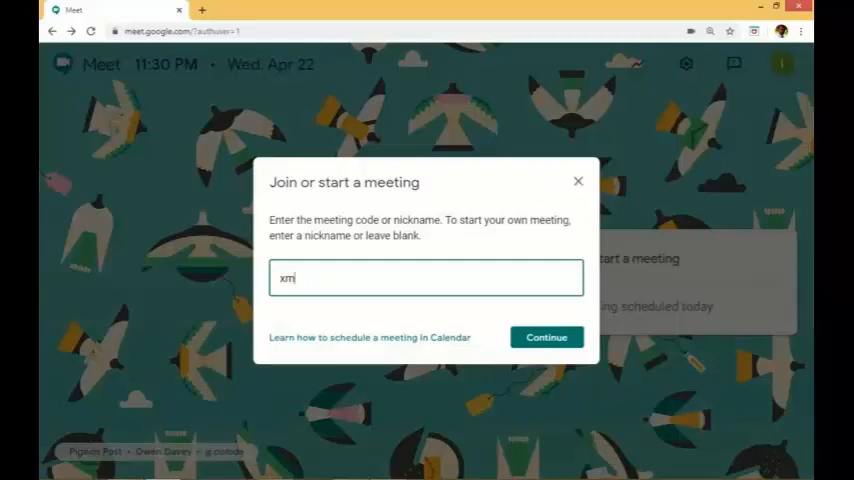 Meet
meet.google.com/?authuser=1
Meet 11:30 PM • Wed. Apr 22
Join or start a meeting
Enter the meeting code or nickname. To start your own meeting,
enter a nickname or leave blank.
tart a meeting
xm
ing scheduled today
Learn how to schedule a meeting in Calendar
Continue
Pigeon Post • Owen Davey •